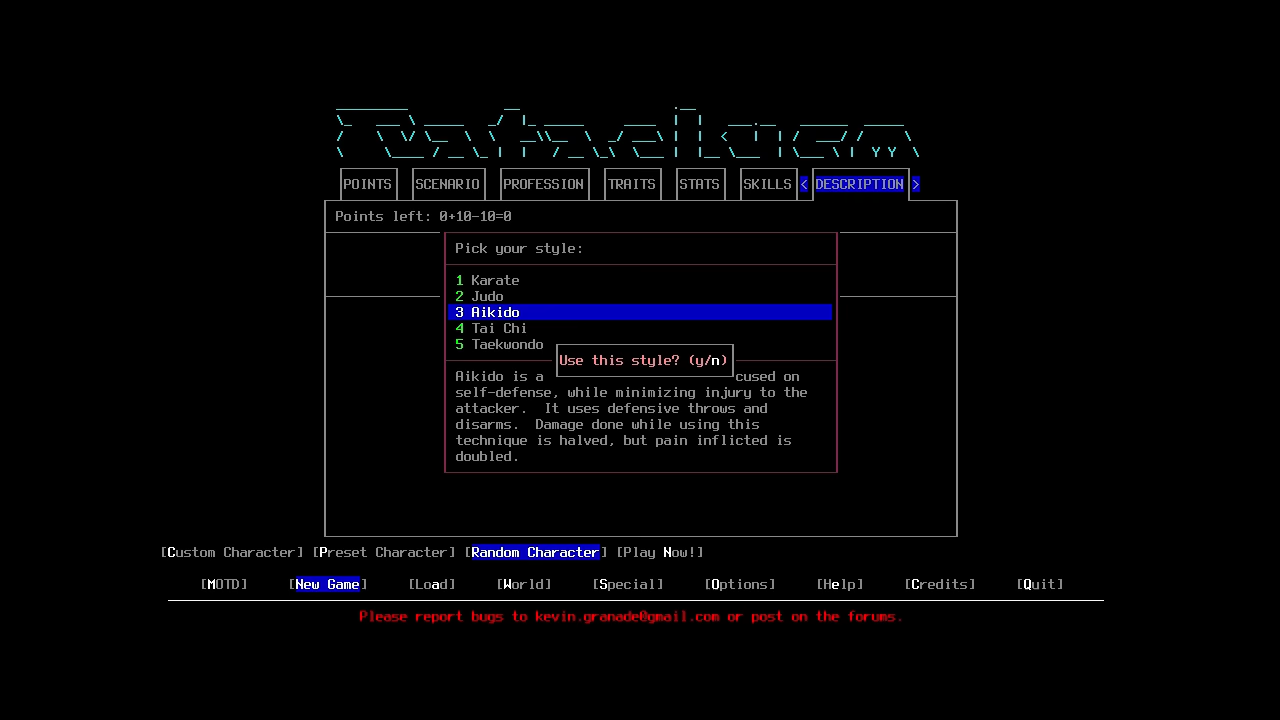 POINTS SCENARIO PROFESSION TRAITS STATS SKILLS < DESCRIPTION >
Points left: 0+10-10=0
Pick your style:
1 Karate
2 Judo
3 Aikido
4 Tai Chi
5 Taekwondo
Use this style? (y/n)
Aikido is a cused on
self-defense, while minimizing injury to the
attacker.  It uses defensive throws and
disarms.  Damage done while using this
technique is halved, but pain inflicted is
doubled.
[Custom Character] [Preset Character] [Random Character] [Play Now!]
[MOTD] [New Game] [Load] [World] [Special] [Options] [Help] [Credits] [Quit]
Please report bugs to kevin.granade@gmail.com or post on the forums.